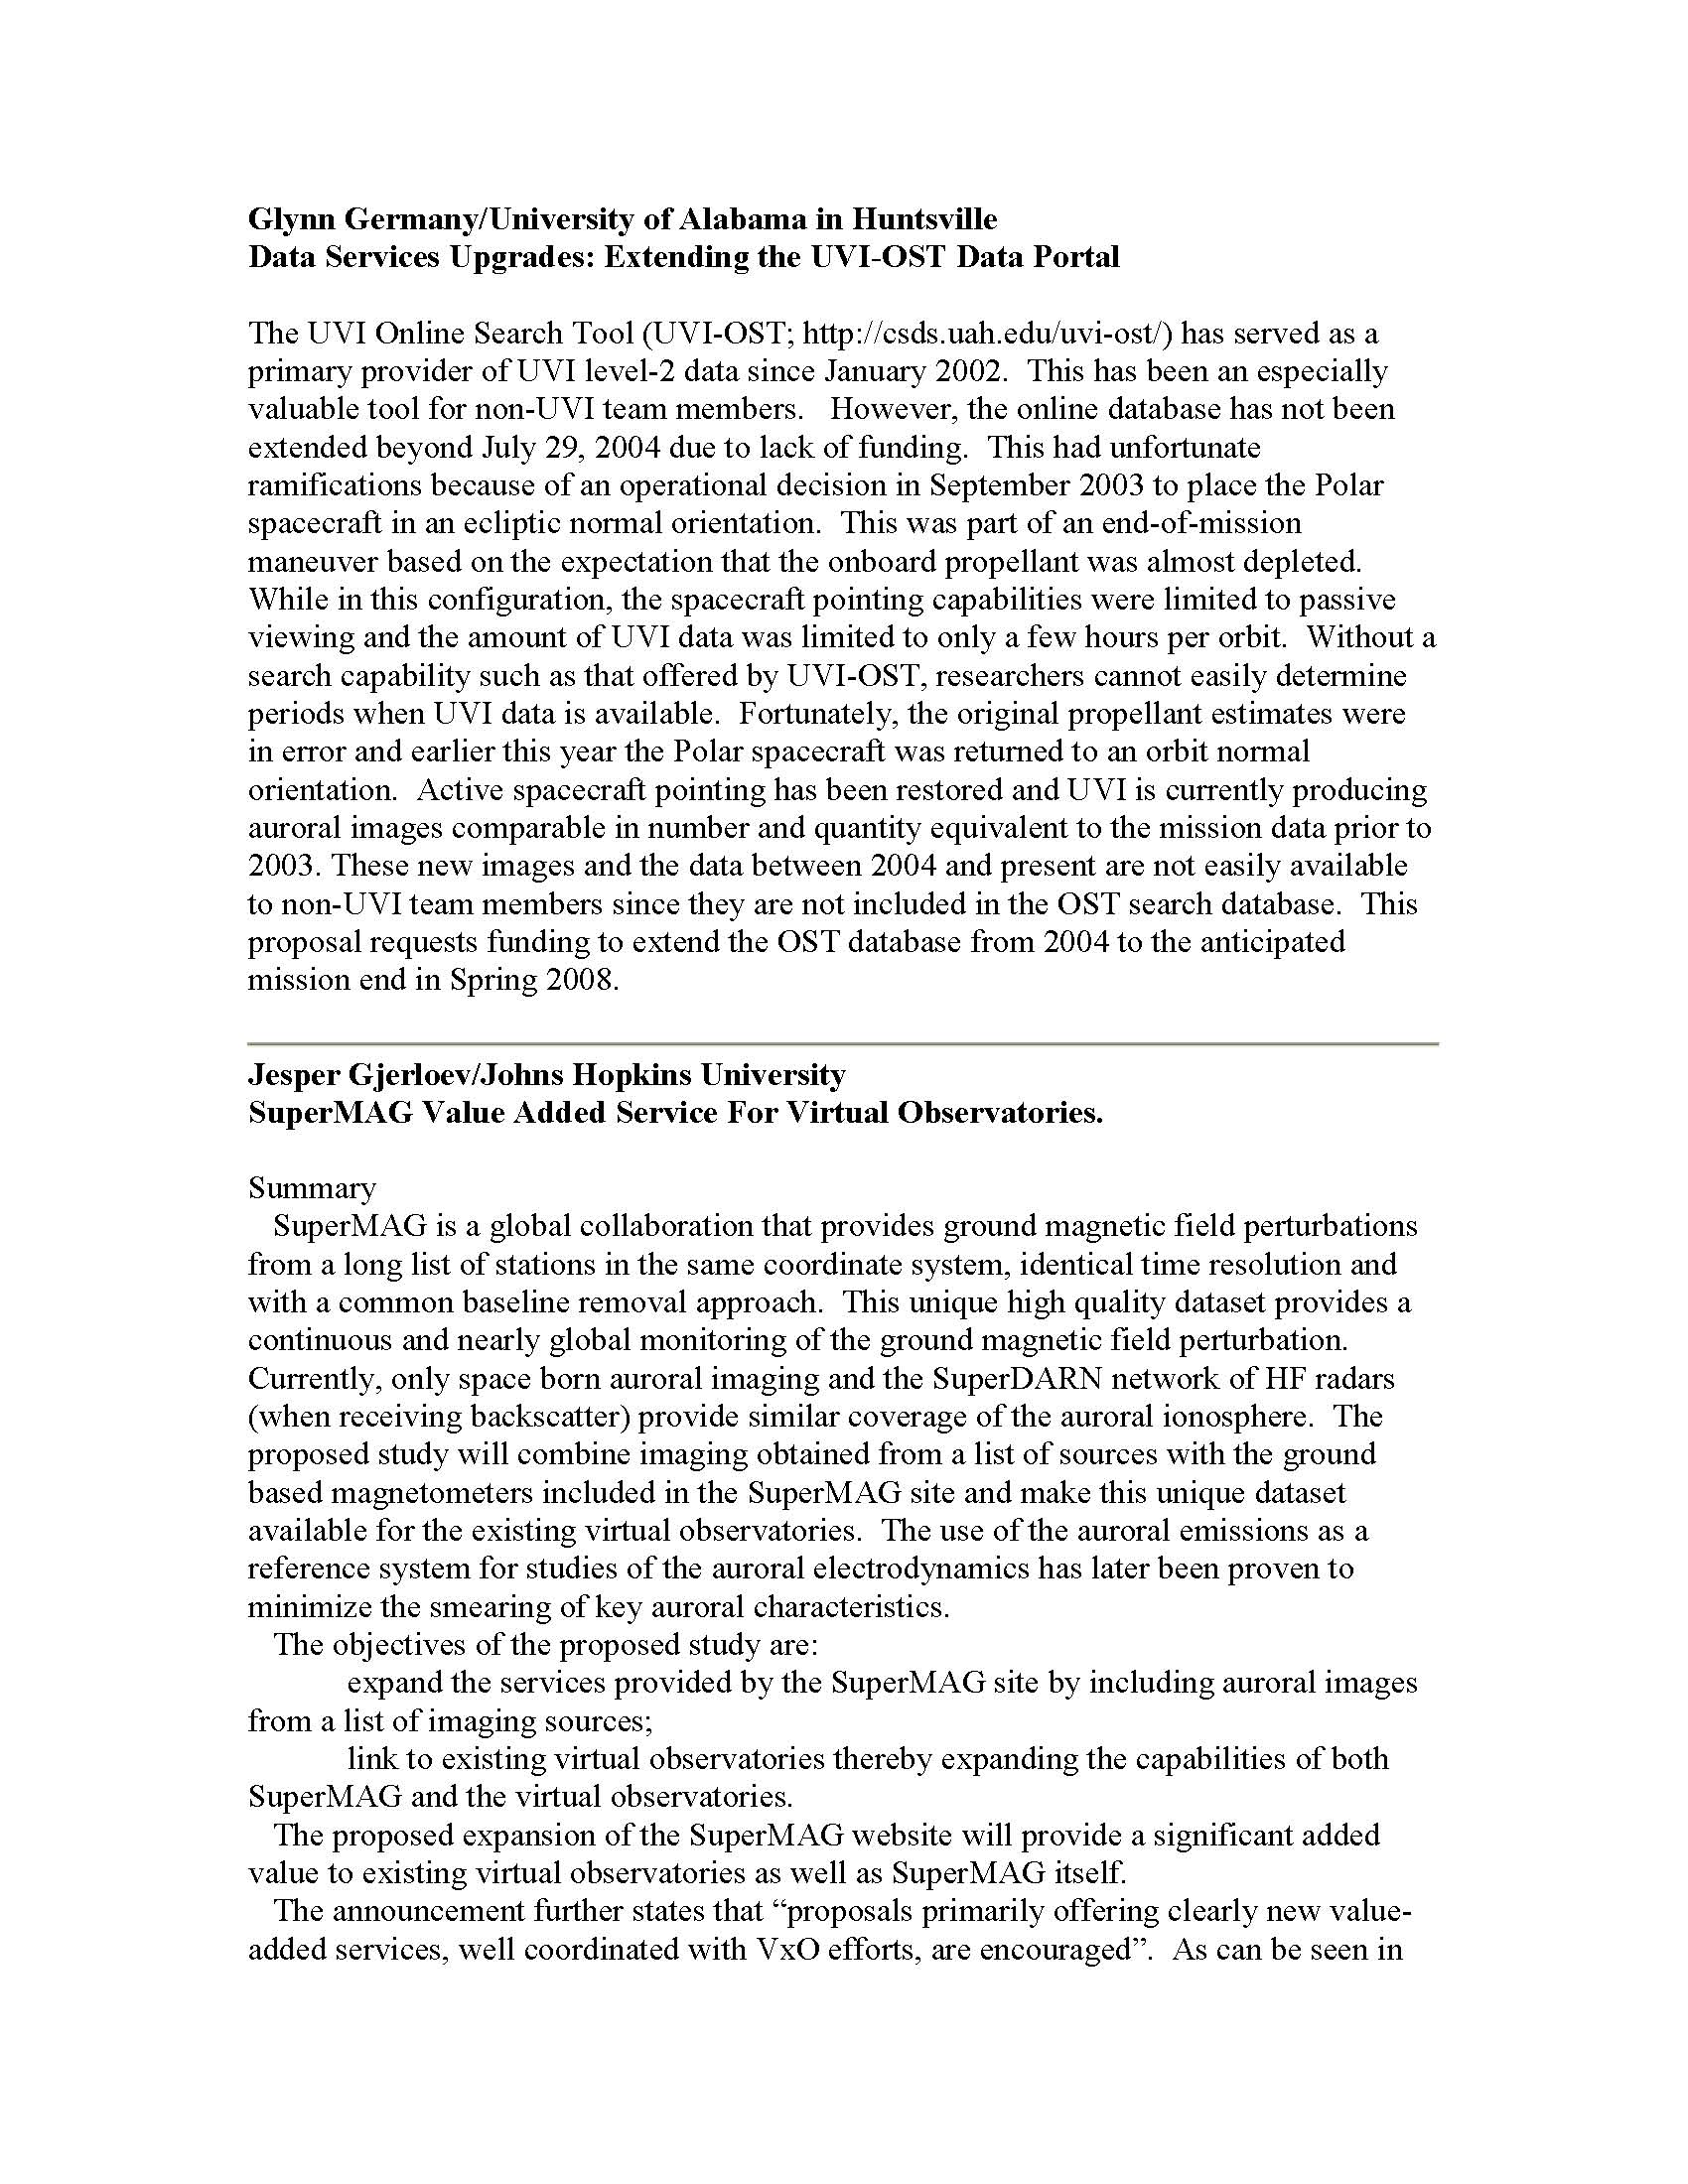 Glynn Germany/University of Alabama in Huntsville
Data Services Upgrades: Extending the UVI-OST Data Portal
The UVI Online Search Tool (UVI-OST; http://csds.uah.edu/uvi-ost/) has served as a
primary provider of UVI level-2 data since January 2002.  This has been an especially
valuable tool for non-UVI team members.   However, the online database has not been
extended beyond July 29, 2004 due to lack of funding.  This had unfortunate
ramifications because of an operational decision in September 2003 to place the Polar
spacecraft in an ecliptic normal orientation.  This was part of an end-of-mission
maneuver based on the expectation that the onboard propellant was almost depleted.
While in this configuration, the spacecraft pointing capabilities were limited to passive
viewing and the amount of UVI data was limited to only a few hours per orbit.  Without a
search capability such as that offered by UVI-OST, researchers cannot easily determine
periods when UVI data is available.  Fortunately, the original propellant estimates were
in error and earlier this year the Polar spacecraft was returned to an orbit normal
orientation.  Active spacecraft pointing has been restored and UVI is currently producing
auroral images comparable in number and quantity equivalent to the mission data prior to
2003. These new images and the data between 2004 and present are not easily available
to non-UVI team members since they are not included in the OST search database.  This
proposal requests funding to extend the OST database from 2004 to the anticipated
mission end in Spring 2008.
Jesper Gjerloev/Johns Hopkins University
SuperMAG Value Added Service For Virtual Observatories.
Summary
SuperMAG is a global collaboration that provides ground magnetic field perturbations
from a long list of stations in the same coordinate system, identical time resolution and
with a common baseline removal approach.  This unique high quality dataset provides a
continuous and nearly global monitoring of the ground magnetic field perturbation.
Currently, only space born auroral imaging and the SuperDARN network of HF radars
(when receiving backscatter) provide similar coverage of the auroral ionosphere.  The
proposed study will combine imaging obtained from a list of sources with the ground
based magnetometers included in the SuperMAG site and make this unique dataset
available for the existing virtual observatories.  The use of the auroral emissions as a
reference system for studies of the auroral electrodynamics has later been proven to
minimize the smearing of key auroral characteristics.
The objectives of the proposed study are:
expand the services provided by the SuperMAG site by including auroral images
from a list of imaging sources;
link to existing virtual observatories thereby expanding the capabilities of both
SuperMAG and the virtual observatories.
The proposed expansion of the SuperMAG website will provide a significant added
value to existing virtual observatories as well as SuperMAG itself.
The announcement further states that “proposals primarily offering clearly new value-
added services, well coordinated with VxO efforts, are encouraged”.  As can be seen in